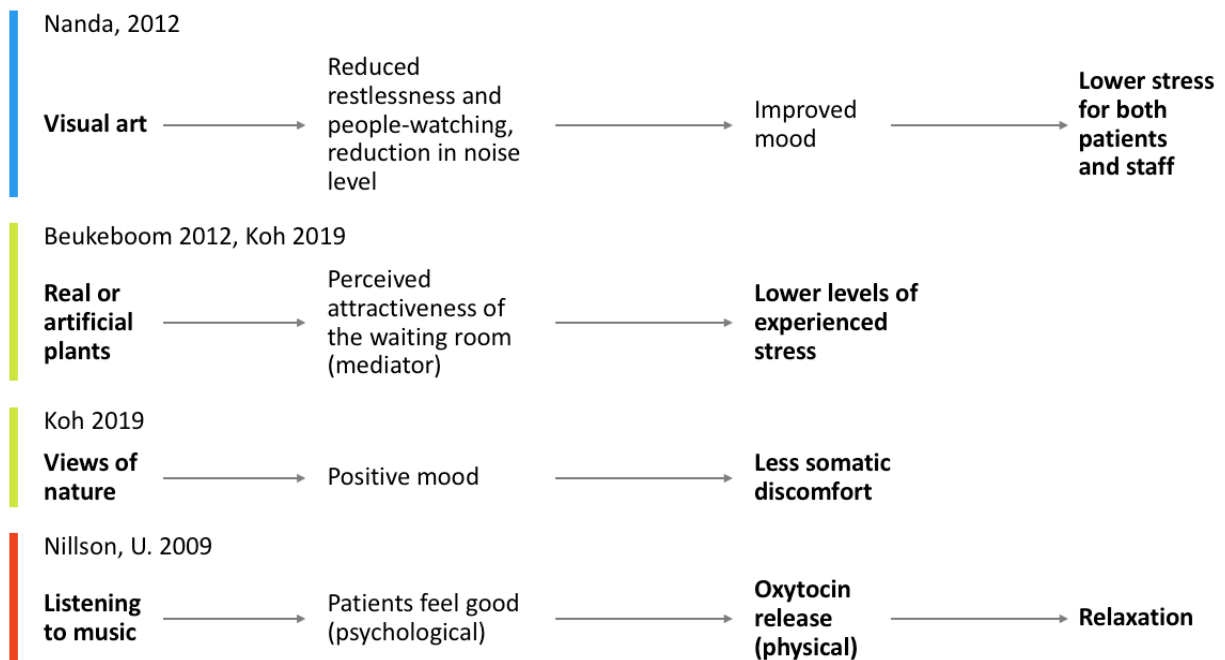 Nanda, 2012
Visual art
Reduced
restlessness and
people-watching,
reduction in noise
level
Improved
mood
Lower stress
for both
patients
and staff
Beukeboom 2012, Koh 2019
Real or
artificial
plants
Perceived
attractiveness of
the waiting room
(mediator)
Lower levels of
experienced
stress
Koh 2019
Views of
nature
Positive mood
Less somatic
discomfort
Nillson, U. 2009
Listening
to music
Patients feel good
(psychological)
Oxytocin
release
(physical)
Relaxation